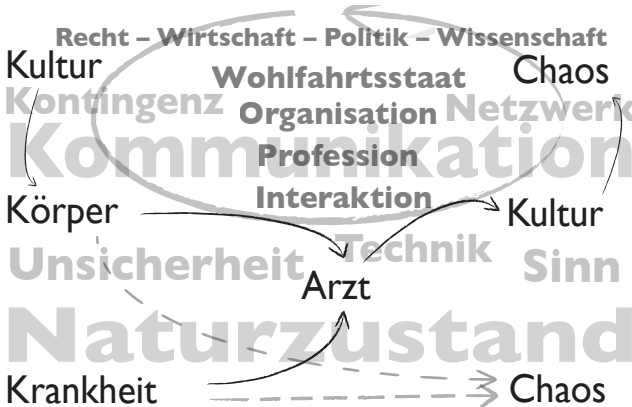 Recht – Wirtschaft – Politik – Wissenschaft
Kultur
Wohlfahrtsstaat
Chaos
Kontingenz
Organisation
Netzwerk
Kommunikation
Profession
Interaktion
Körper
Kultur
Technik
Unsicherheit
Sinn
Arzt
Naturzustand
Krankheit
Chaos